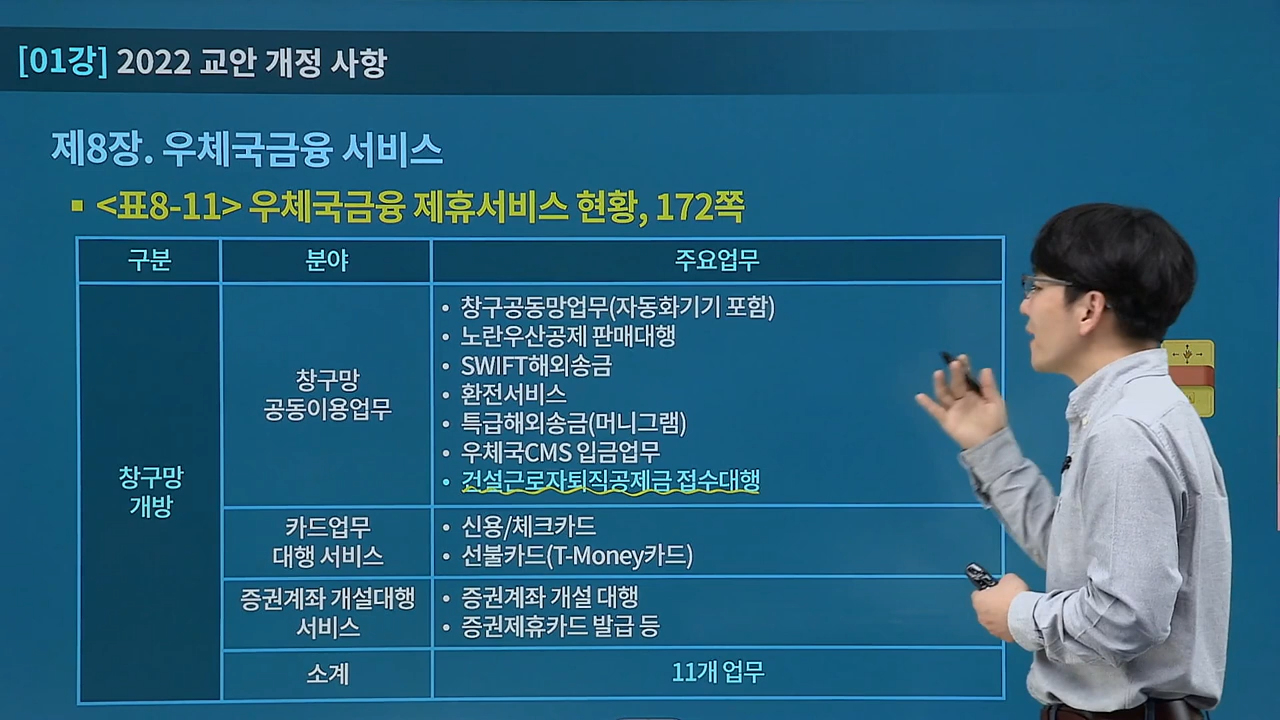 [01강] 2022 교안 개정 사항
제8장. 우체국금융 서비스
▪ <표8-11> 우체국금융 제휴서비스 현황, 172쪽
구분 분야 주요업무
창구망
개방
창구망
공동이용업무
• 창구공동망업무(자동화기기 포함)
• 노란우산공제 판매대행
• SWIFT해외송금
• 환전서비스
• 특급해외송금(머니그램)
• 우체국CMS 입금업무
• 건설근로자퇴직공제금 접수대행
카드업무
대행 서비스
• 신용/체크카드
• 선불카드(T-Money카드)
증권계좌 개설대행
서비스
• 증권계좌 개설 대행
• 증권제휴카드 발급 등
소계 11개 업무